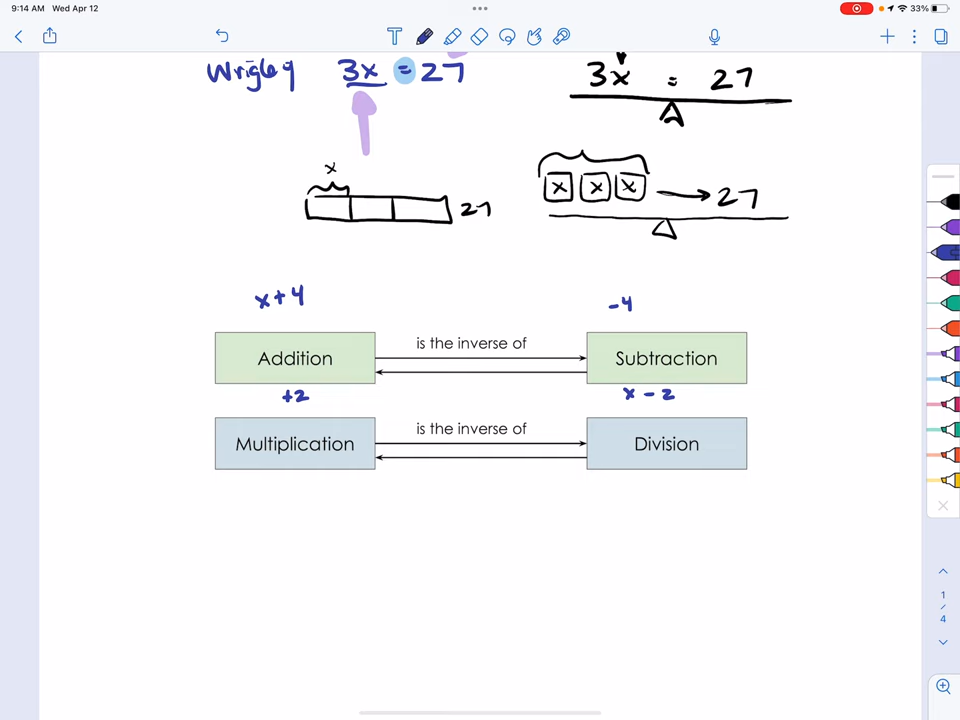 9:14 AM Wed Apr 12
33%
Wrigley 3x = 27
3x = 27
x
27
x x x → 27
x + 4
- 4
Addition is the inverse of Subtraction
+2
x - 2
Multiplication is the inverse of Division
1
/
4